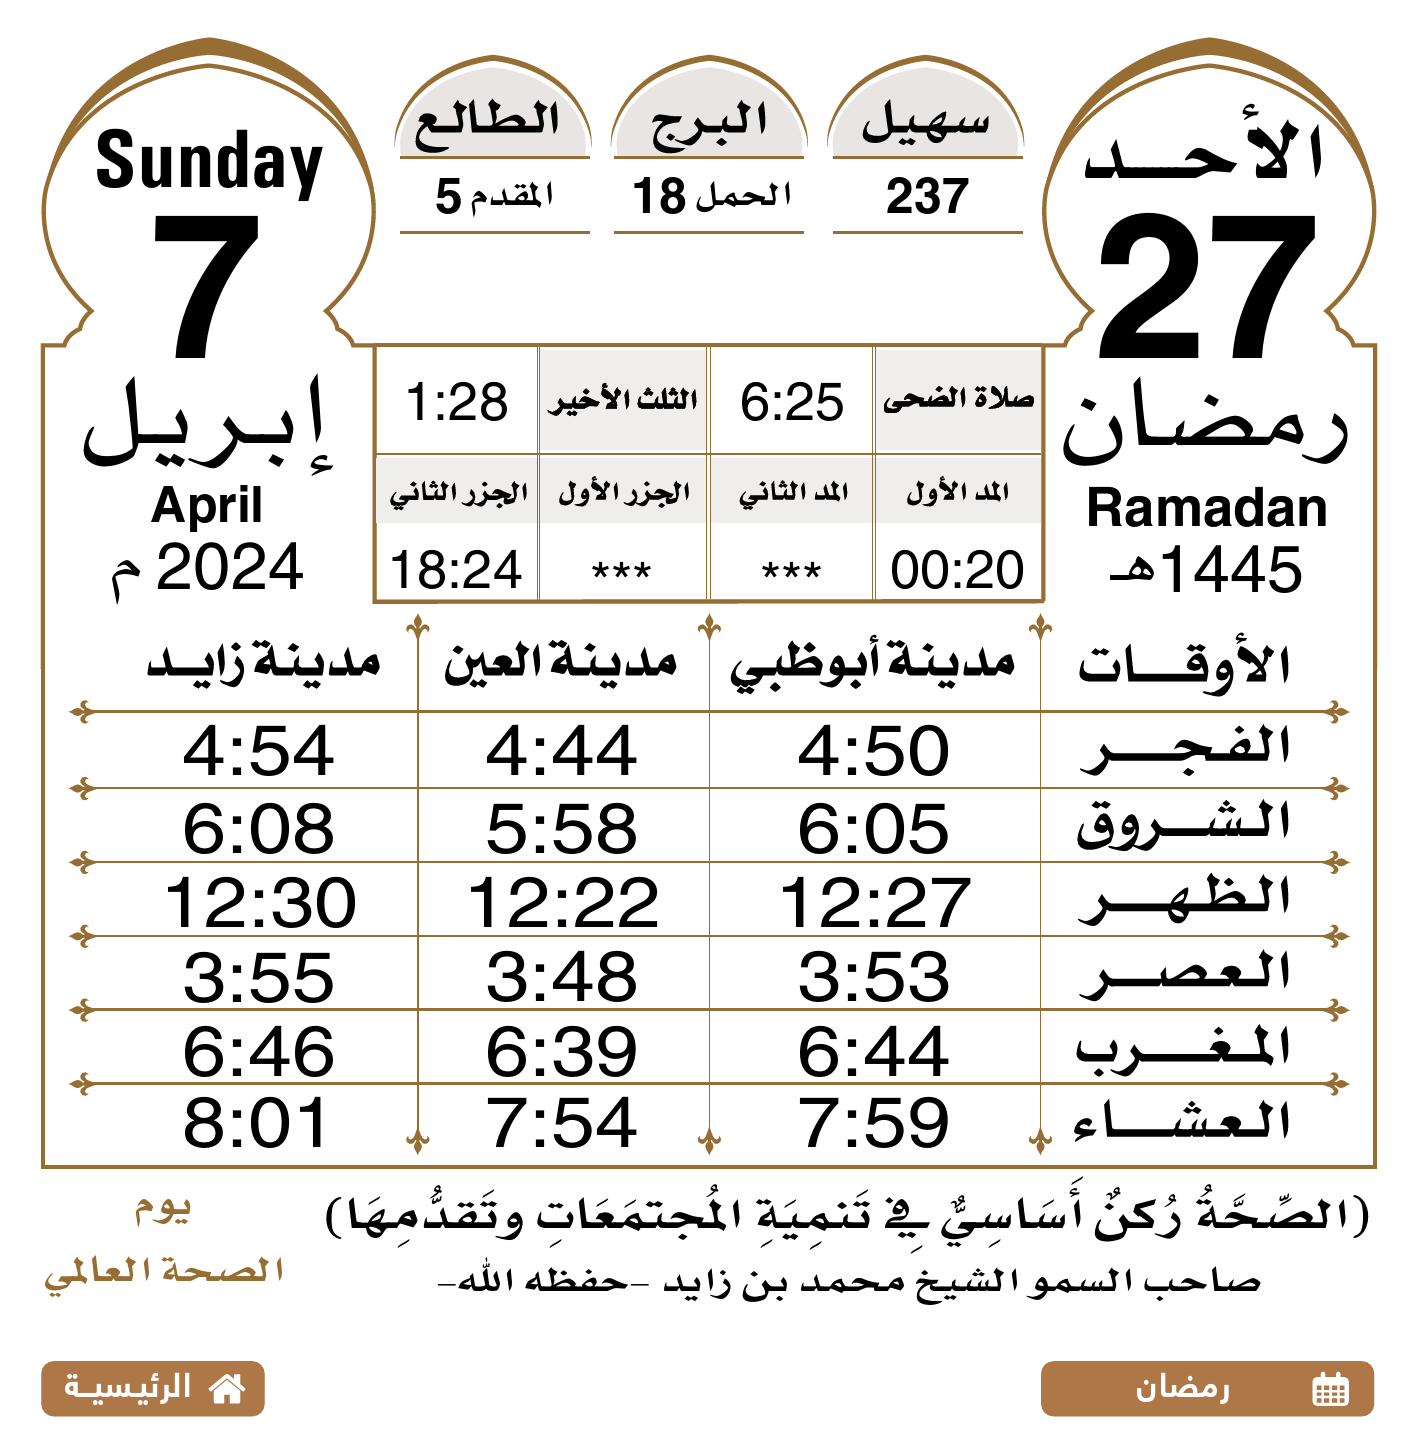 الأحد
27
رمضان
Ramadan
1445هـ
سهيل
237
البرج
الحمل 18
الطالع
المقدم 5
Sunday
7
إبريل
April
2024 م
صلاة الضحى 6:25 الثلث الأخير 1:28
المد الأول المد الثاني الجزر الأول الجزر الثاني
00:20 *** *** 18:24
الأوقات مدينة أبوظبي مدينة العين مدينة زايد
الفجر 4:50 4:44 4:54
الشروق 6:05 5:58 6:08
الظهر 12:27 12:22 12:30
العصر 3:53 3:48 3:55
المغرب 6:44 6:39 6:46
العشاء 7:59 7:54 8:01
(الصِّحَّةُ رُكنٌ أَسَاسِيٌّ فِي تَنمِيَةِ المُجتمَعَاتِ وتَقدُّمِهَا)
صاحب السمو الشيخ محمد بن زايد -حفظه الله-
يوم
الصحة العالمي
رمضان
الرئيسية